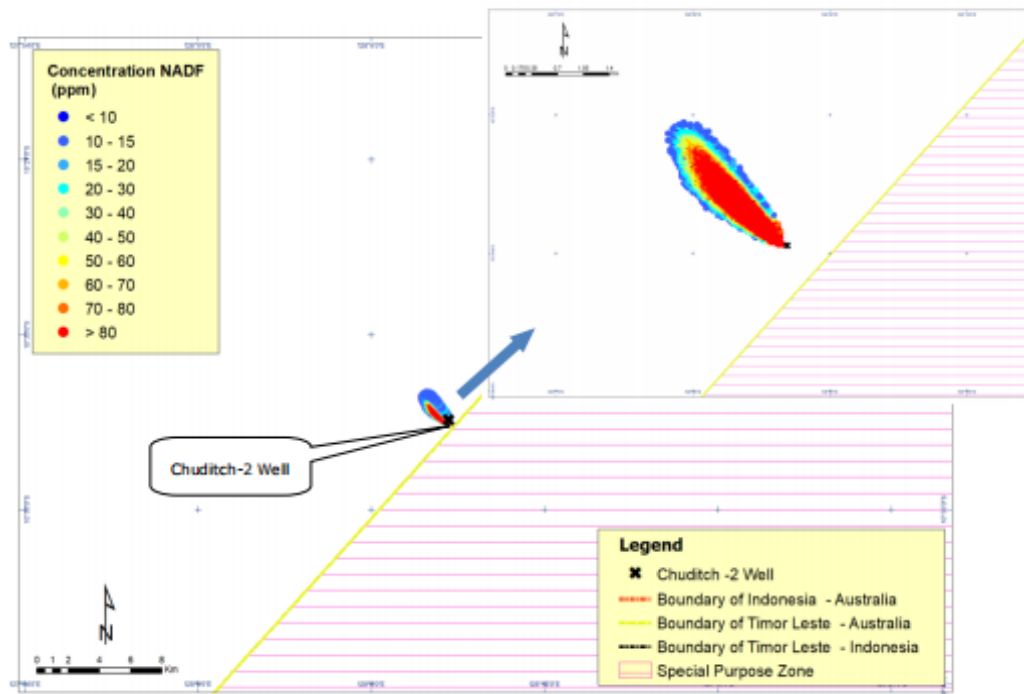 Concentration NADF
(ppm)
< 10
10 - 15
15 - 20
20 - 30
30 - 40
40 - 50
50 - 60
60 - 70
70 - 80
> 80
N
Chuditch-2 Well
N
0 1 2 4 6 8
Km
Legend
Chuditch -2 Well
Boundary of Indonesia - Australia
Boundary of Timor Leste - Australia
Boundary of Timor Leste - Indonesia
Special Purpose Zone